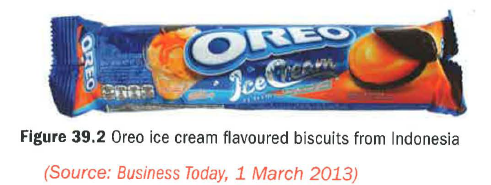 OREO
OREO
Ice Cream
Figure 39.2 Oreo ice cream flavoured biscuits from Indonesia
(Source: Business Today, 1 March 2013)